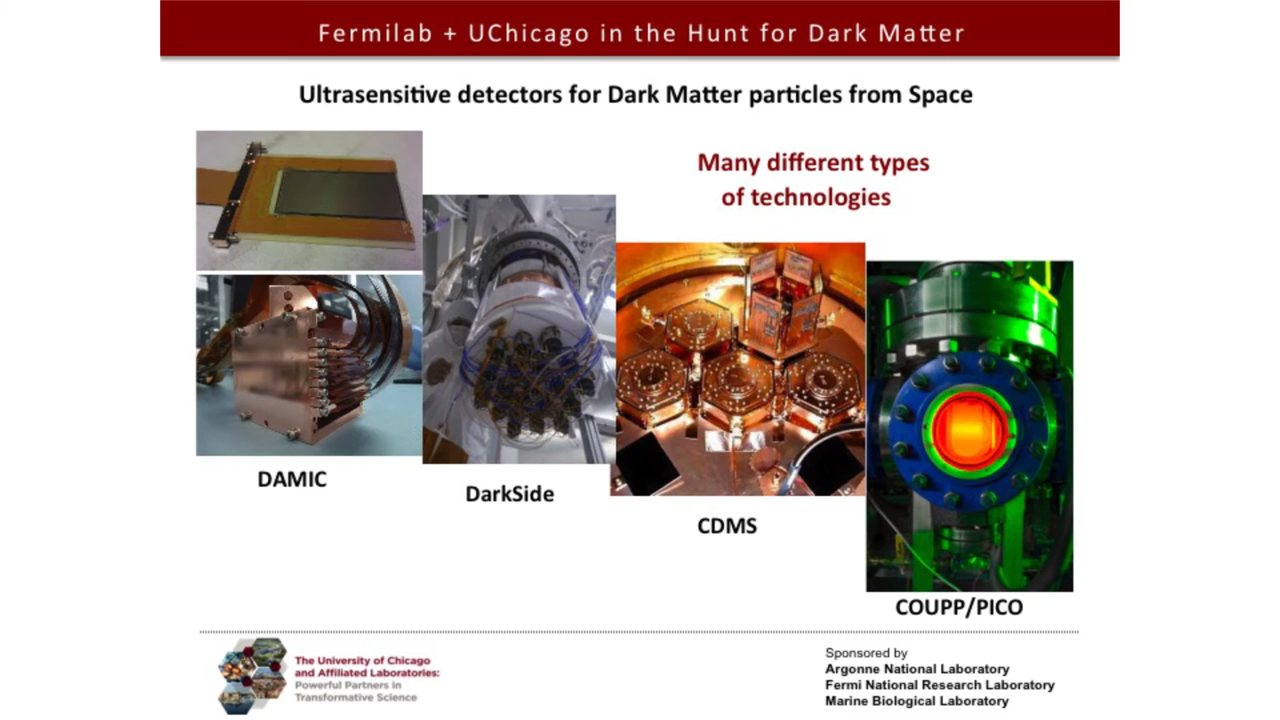 Fermilab + UChicago in the Hunt for Dark Matter
Ultrasensitive detectors for Dark Matter particles from Space
Many different types
of technologies
DAMIC
DarkSide
CDMS
COUPP/PICO
The University of Chicago
and Affiliated Laboratories:
Powerful Partners in
Transformative Science
Sponsored by
Argonne National Laboratory
Fermi National Research Laboratory
Marine Biological Laboratory